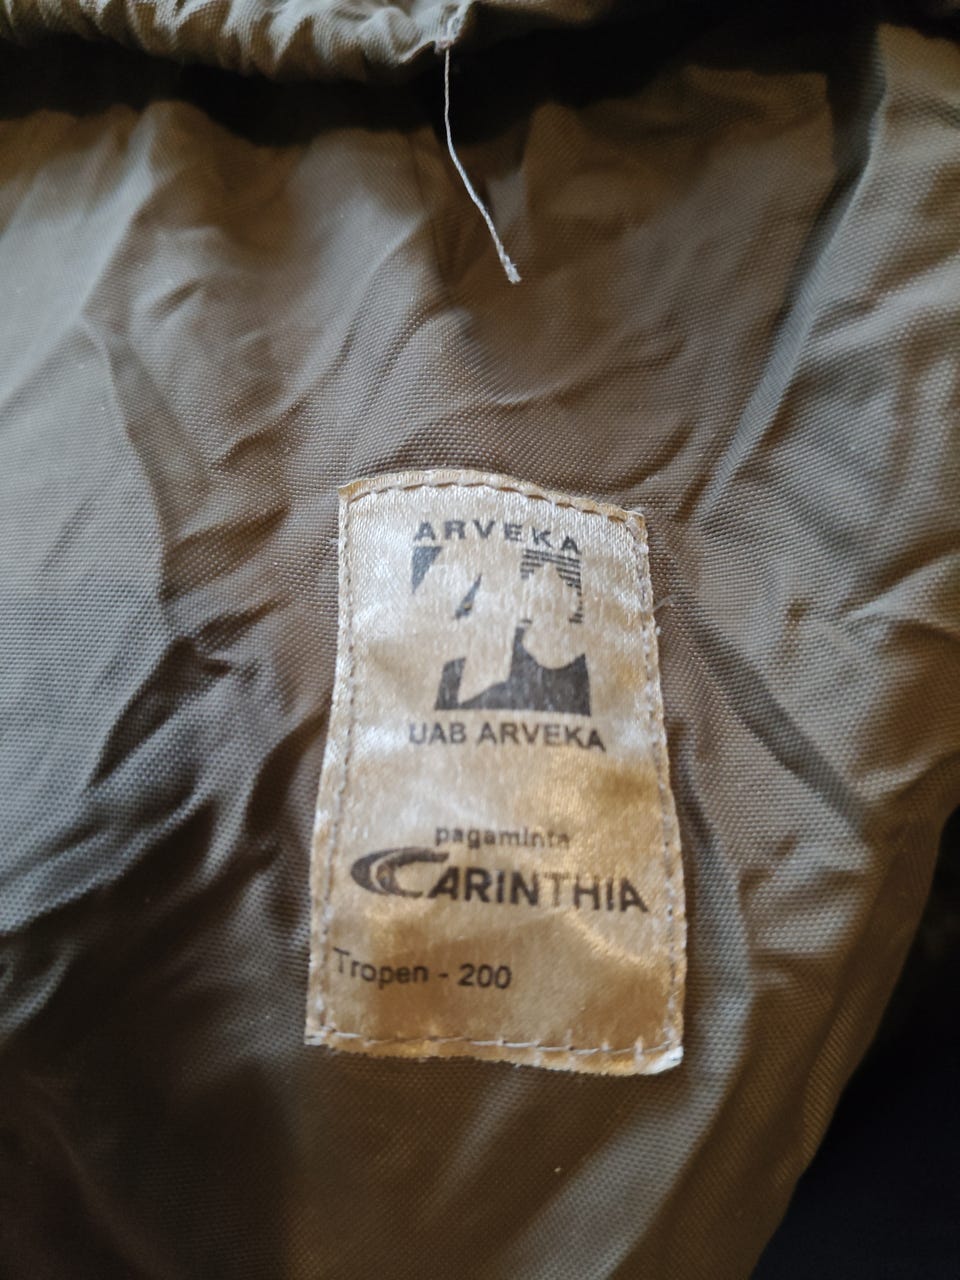 ARVEKA
UAB ARVEKA
pagaminta
CARINTHIA
Tropen - 200